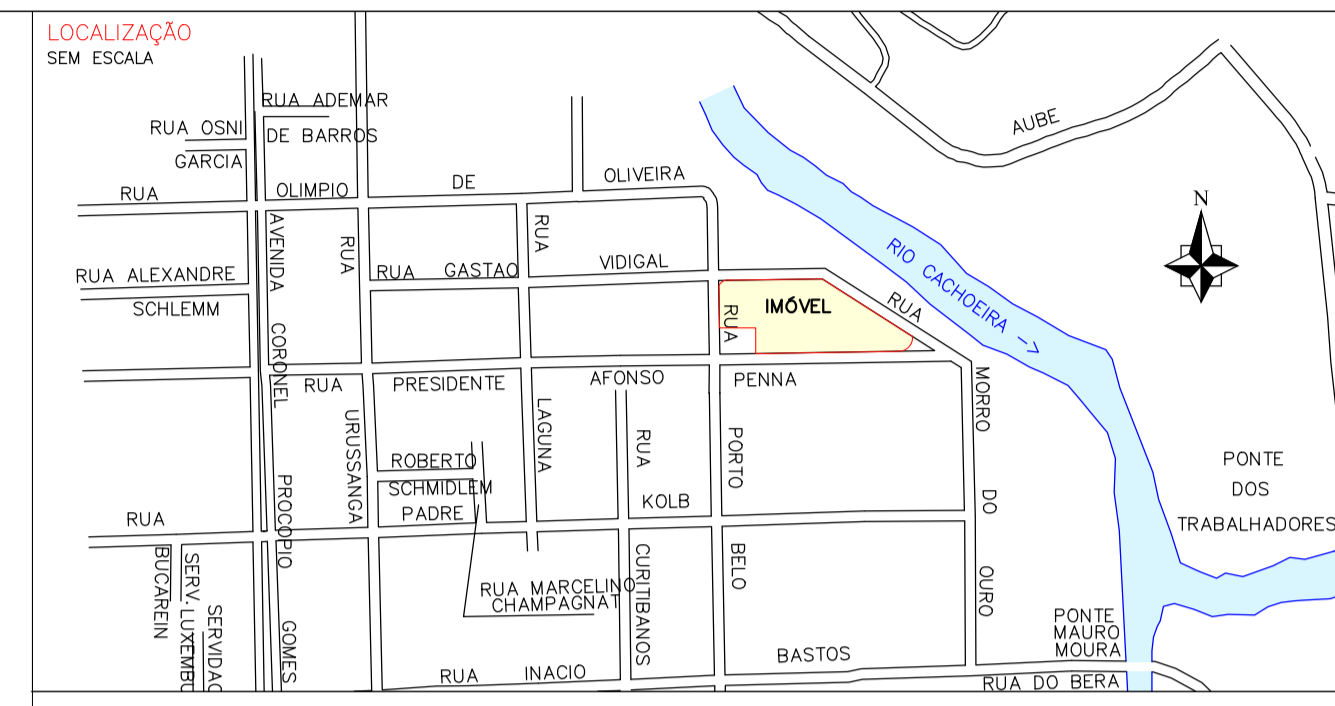 LOCALIZAÇÃO
SEM ESCALA
RUA ADEMAR
DE BARROS
RUA OSNI
GARCIA
AUBE
RUA
OLIMPIO
DE
OLIVEIRA
N
AVENIDA
CORONEL
PROCOPIO
GOMES
RUA
URUSSANGA
RUA
LAGUNA
RUA ALEXANDRE
SCHLEMM
RUA
GASTAO
VIDIGAL
RUA
PORTO
BELO
IMÓVEL
RUA
MORRO
DO
OURO
RIO CACHOEIRA ->
RUA
PRESIDENTE
AFONSO
PENNA
RUA
CURITIBANOS
ROBERTO
SCHMIDLEM
PADRE
KOLB
RUA
PONTE
DOS
TRABALHADORES
BUCAREIN
SERV.
LUXEMBU
SERVIDAO
RUA MARCELINO
CHAMPAGNAT
PONTE
MAURO
MOURA
RUA
INACIO
BASTOS
RUA DO BERA